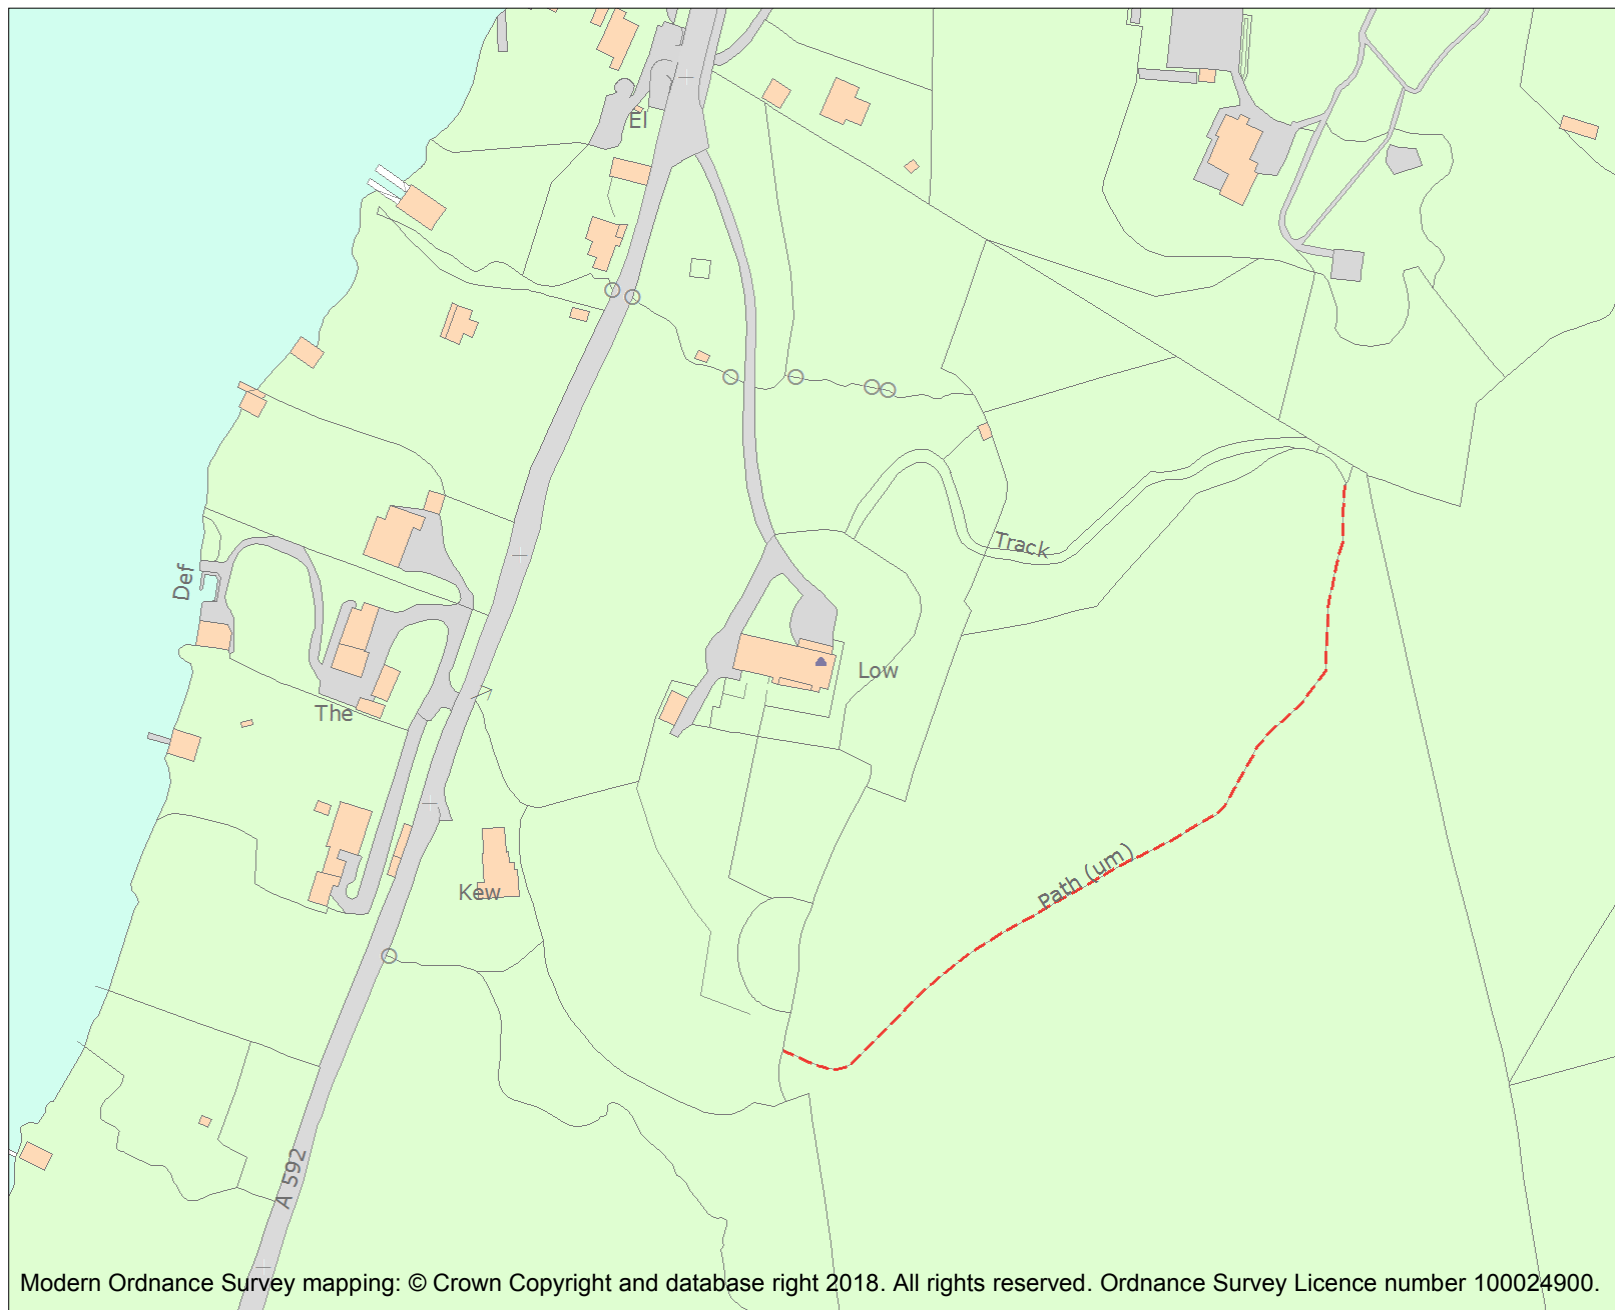 El
Track
Def
Low
The
Path (um)
Kew
A 592
Modern Ordnance Survey mapping: © Crown Copyright and database right 2018. All rights reserved. Ordnance Survey Licence number 100024900.